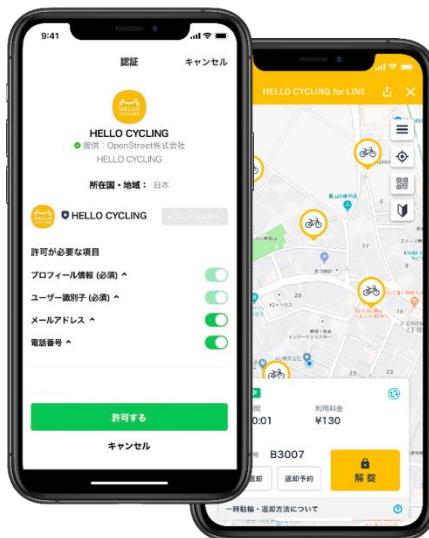 9:41
認証
キャンセル
HELLO CYCLING
提供：OpenStreet株式会社
HELLO CYCLING
所在国・地域： 日本
HELLO CYCLING
許可が必要な項目
プロフィール情報 (必須)
ユーザー識別子 (必須)
メールアドレス
電話番号
許可する
キャンセル
HELLO CYCLING for LINE
利用料金
0:01
¥130
B3007
返却
返却予約
解錠
一時駐輪・返却方法について